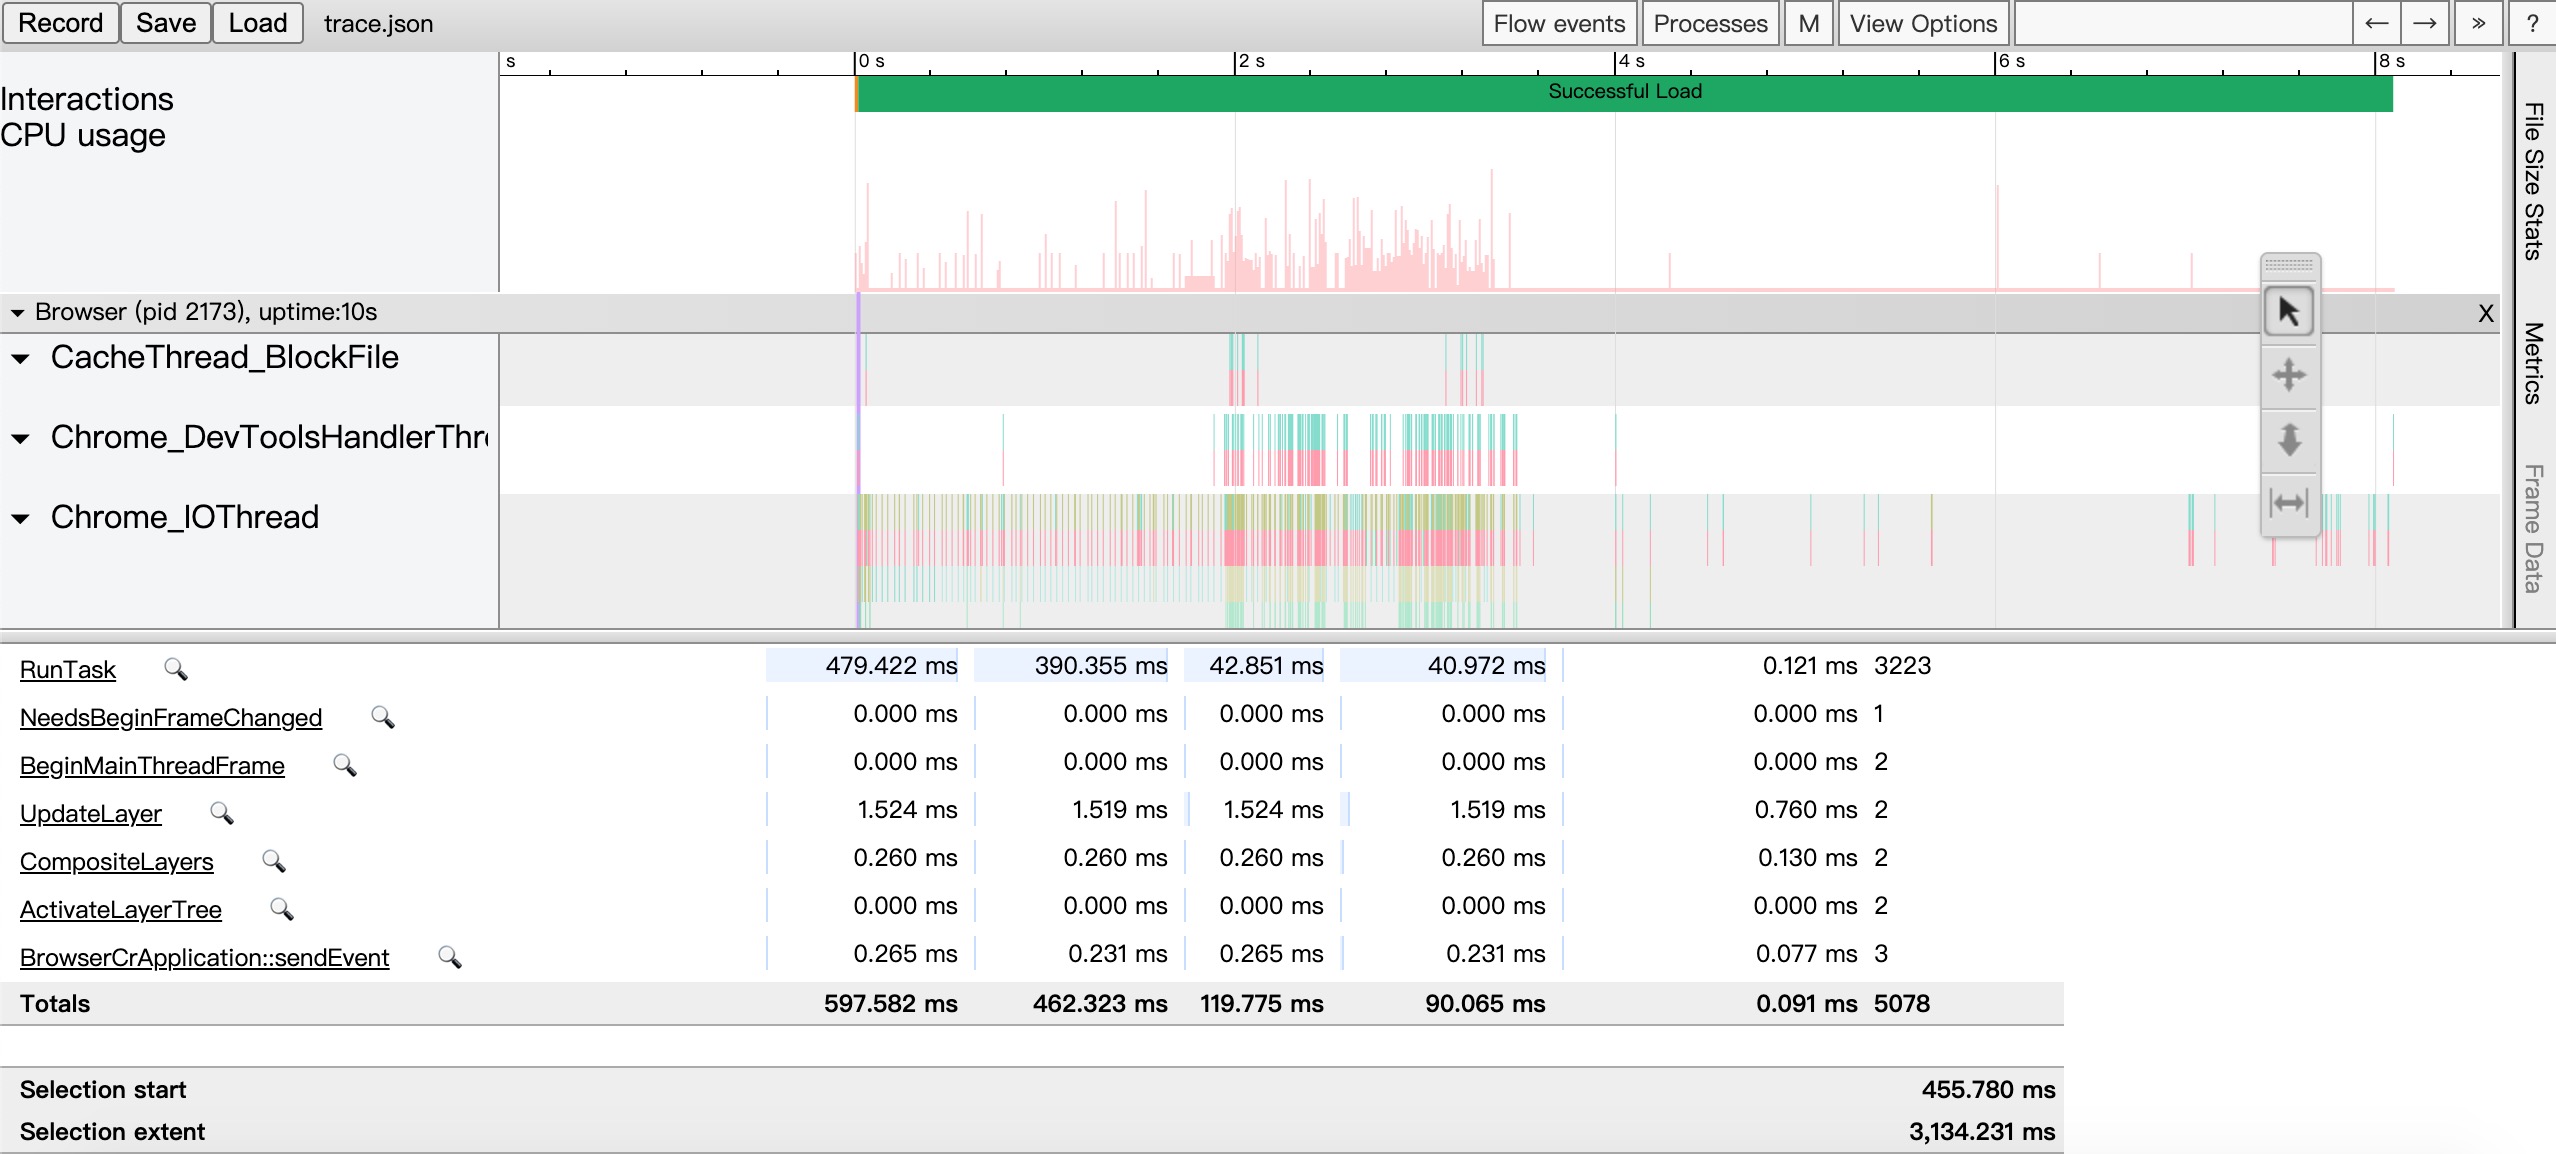 Record Save Load trace.json Flow events Processes M View Options ← → » ?
s 0 s 2 s 4 s 6 s 8 s
Interactions
Successful Load
CPU usage
Browser (pid 2173), uptime:10s X
CacheThread_BlockFile
Chrome_DevToolsHandlerThr
Chrome_IOThread
File Size Stats
Metrics
Frame Data
RunTask 479.422 ms 390.355 ms 42.851 ms 40.972 ms 0.121 ms 3223
NeedsBeginFrameChanged 0.000 ms 0.000 ms 0.000 ms 0.000 ms 0.000 ms 1
BeginMainThreadFrame 0.000 ms 0.000 ms 0.000 ms 0.000 ms 0.000 ms 2
UpdateLayer 1.524 ms 1.519 ms 1.524 ms 1.519 ms 0.760 ms 2
CompositeLayers 0.260 ms 0.260 ms 0.260 ms 0.260 ms 0.130 ms 2
ActivateLayerTree 0.000 ms 0.000 ms 0.000 ms 0.000 ms 0.000 ms 2
BrowserCrApplication::sendEvent 0.265 ms 0.231 ms 0.265 ms 0.231 ms 0.077 ms 3
Totals 597.582 ms 462.323 ms 119.775 ms 90.065 ms 0.091 ms 5078
Selection start 455.780 ms
Selection extent 3,134.231 ms